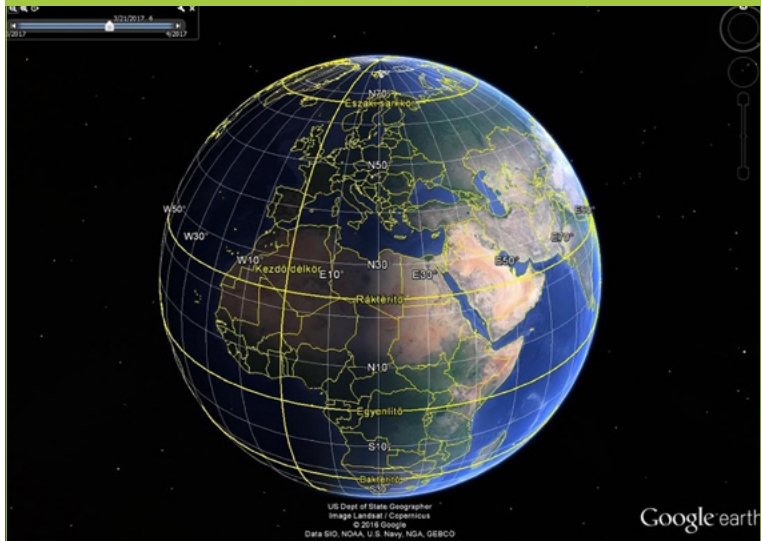 3/21/2017
4/2017
N70
Északi sarkkör
N50
W50°
W30°
E70°
W10°
E50°
Kezdő délkör
E10°
N30
E30°
Ráktérítő
N10
Egyenlítő
S10
Baktérítő
US Dept of State Geographer
Image Landsat / Copernicus
© 2016 Google
Data SIO, NOAA, U.S. Navy, NGA, GEBCO
Google earth